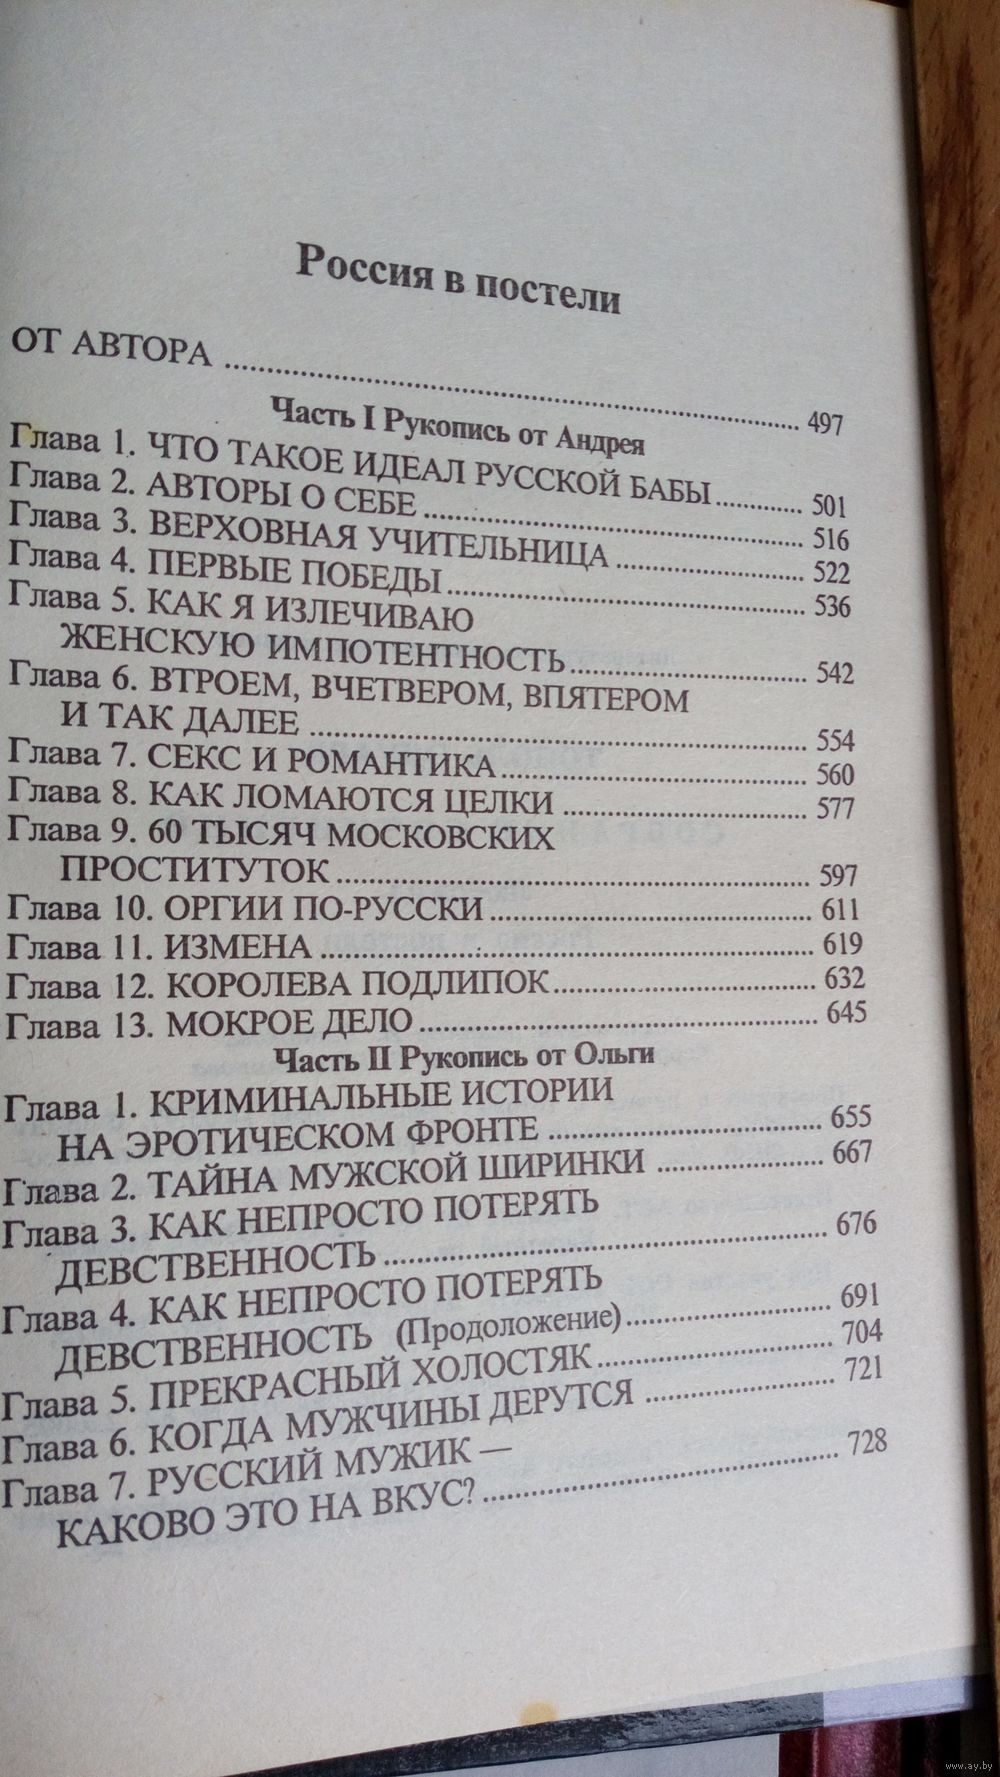 Россия в постели
ОТ АВТОРА ........ 497
Часть I Рукопись от Андрея
Глава 1. ЧТО ТАКОЕ ИДЕАЛ РУССКОЙ БАБЫ ........ 501
Глава 2. АВТОРЫ О СЕБЕ ........ 516
Глава 3. ВЕРХОВНАЯ УЧИТЕЛЬНИЦА ........ 522
Глава 4. ПЕРВЫЕ ПОБЕДЫ ........ 536
Глава 5. КАК Я ИЗЛЕЧИВАЮ
ЖЕНСКУЮ ИМПОТЕНТНОСТЬ ........ 542
Глава 6. ВТРОЕМ, ВЧЕТВЕРОМ, ВПЯТЕРОМ
И ТАК ДАЛЕЕ ........ 554
Глава 7. СЕКС И РОМАНТИКА ........ 560
Глава 8. КАК ЛОМАЮТСЯ ЦЕЛКИ ........ 577
Глава 9. 60 ТЫСЯЧ МОСКОВСКИХ
ПРОСТИТУТОК ........ 597
Глава 10. ОРГИИ ПО-РУССКИ ........ 611
Глава 11. ИЗМЕНА ........ 619
Глава 12. КОРОЛЕВА ПОДЛИПОК ........ 632
Глава 13. МОКРОЕ ДЕЛО ........ 645
Часть II Рукопись от Ольги
Глава 1. КРИМИНАЛЬНЫЕ ИСТОРИИ
НА ЭРОТИЧЕСКОМ ФРОНТЕ ........ 655
Глава 2. ТАЙНА МУЖСКОЙ ШИРИНКИ ........ 667
Глава 3. КАК НЕПРОСТО ПОТЕРЯТЬ
ДЕВСТВЕННОСТЬ ........ 676
Глава 4. КАК НЕПРОСТО ПОТЕРЯТЬ
ДЕВСТВЕННОСТЬ (Продоложение) ........ 691
Глава 5. ПРЕКРАСНЫЙ ХОЛОСТЯК ........ 704
Глава 6. КОГДА МУЖЧИНЫ ДЕРУТСЯ ........ 721
Глава 7. РУССКИЙ МУЖИК —
КАКОВО ЭТО НА ВКУС? ........ 728
www.ay.by